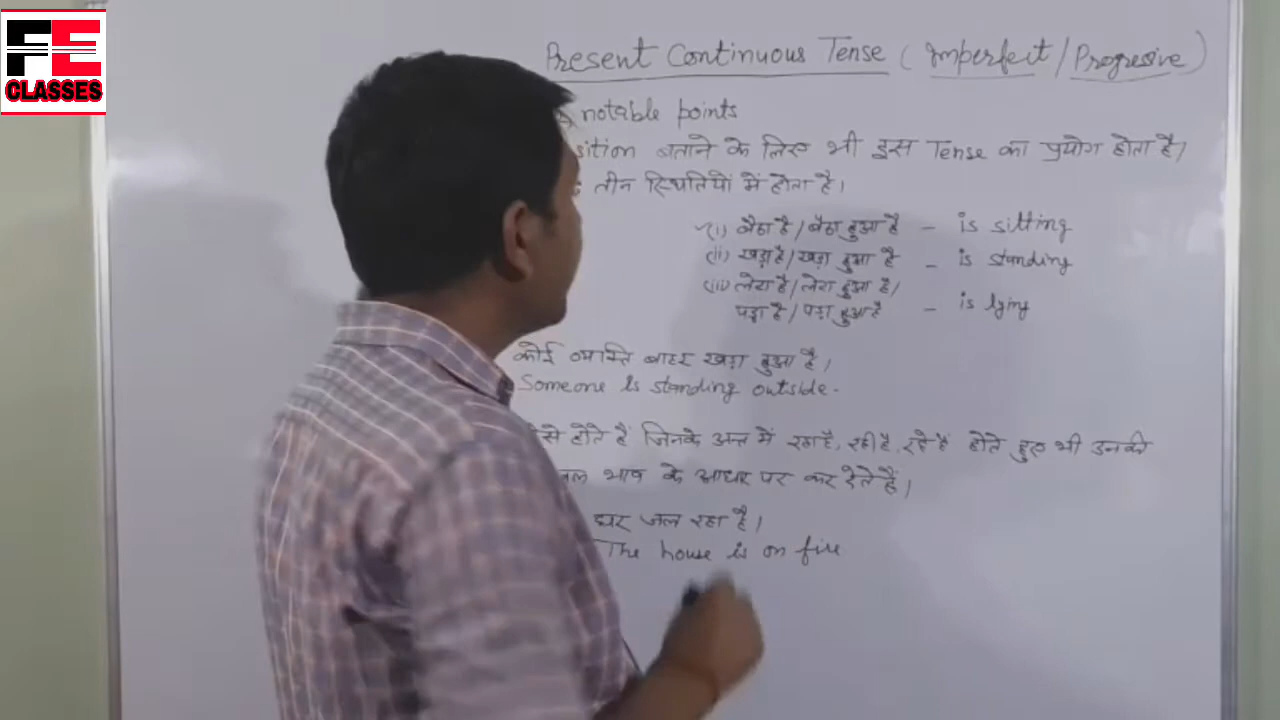 FE
CLASSES
Present Continuous Tense (Imperfect/Progressive)
notable points
sition बताने के लिए भी इस Tense का प्रयोग होता है।
तीन स्थितियों में होता है।
(i) बैठा है/बैठा हुआ है - is sitting
(ii) खड़ा है/खड़ा हुआ है - is standing
(iii) लेटा है/लेटा हुआ है/
पड़ा है/पड़ा हुआ है - is lying
कोई व्यक्ति बाहर खड़ा हुआ है।
Someone is standing outside.
से होते हैं जिनके अन्त में रहा है, रही है, रहे हैं होते हुए भी उनकी
भाव के आधार पर कर देते हैं।
घर जल रहा है।
The house is on fire